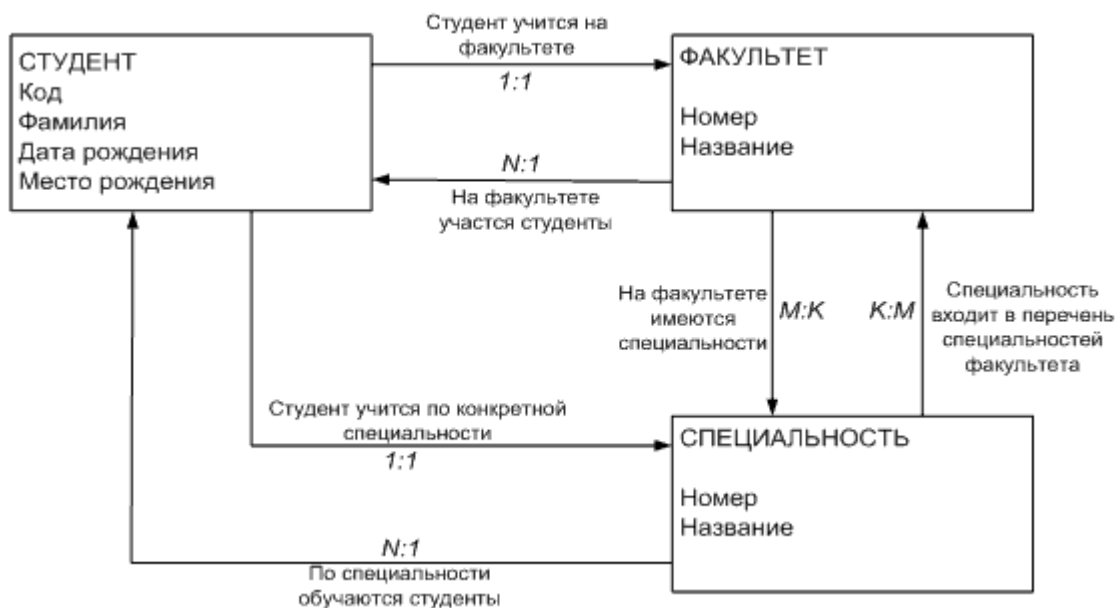 Студент учится на
факультете
1:1
СТУДЕНТ
Код
Фамилия
Дата рождения
Место рождения
ФАКУЛЬТЕТ
Номер
Название
N:1
На факультете
участся студенты
На факультете
имеются
специальности
M:K
K:M
Специальность
входит в перечень
специальностей
факультета
Студент учится по конкретной
специальности
1:1
СПЕЦИАЛЬНОСТЬ
Номер
Название
N:1
По специальности
обучаются студенты